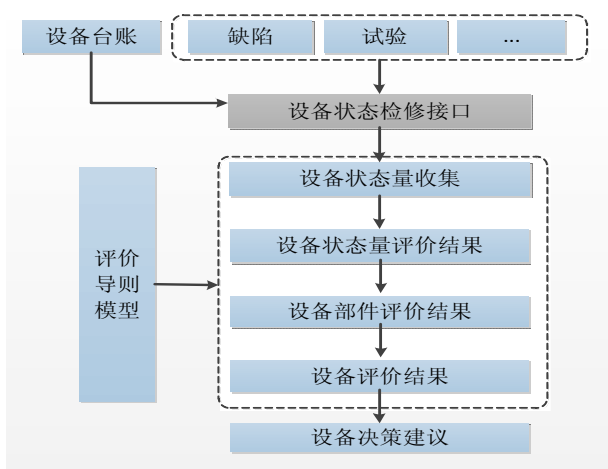 设备台账
缺陷
试验
...
设备状态检修接口
设备状态量收集
设备状态量评价结果
评价
导则
模型
设备部件评价结果
设备评价结果
设备决策建议